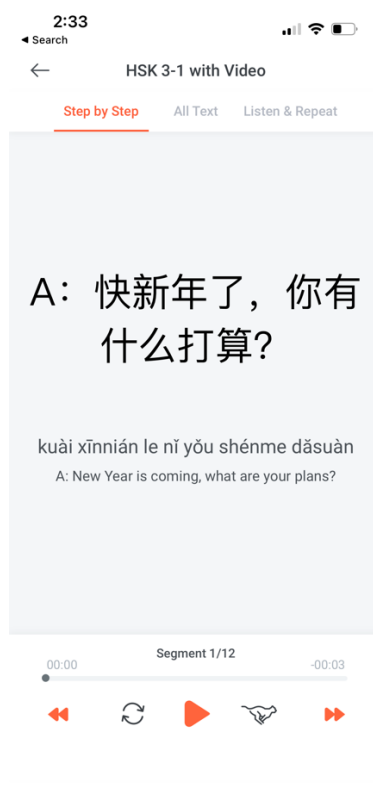 2:33
◀ Search
HSK 3-1 with Video
Step by Step All Text Listen & Repeat
A：快新年了，你有
什么打算?
kuài xīnnián le nǐ yǒu shénme dǎsuàn
A: New Year is coming, what are your plans?
Segment 1/12
00:00 -00:03